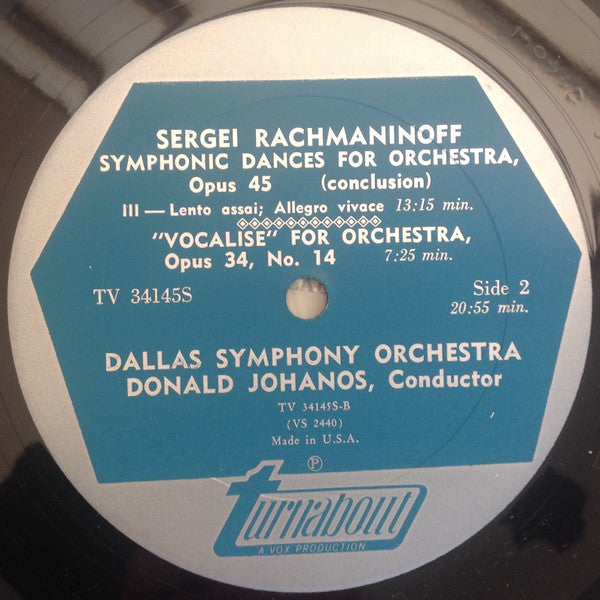 SERGEI RACHMANINOFF
SYMPHONIC DANCES FOR ORCHESTRA,
Opus 45 (conclusion)
III — Lento assai; Allegro vivace 13:15 min.
"VOCALISE" FOR ORCHESTRA,
Opus 34, No. 14 7:25 min.
TV 34145S Side 2
20:55 min.
DALLAS SYMPHONY ORCHESTRA
DONALD JOHANOS, Conductor
TV 34145S-B
(VS 2440)
Made in U.S.A.
Ⓟ
turnabout
A VOX PRODUCTION